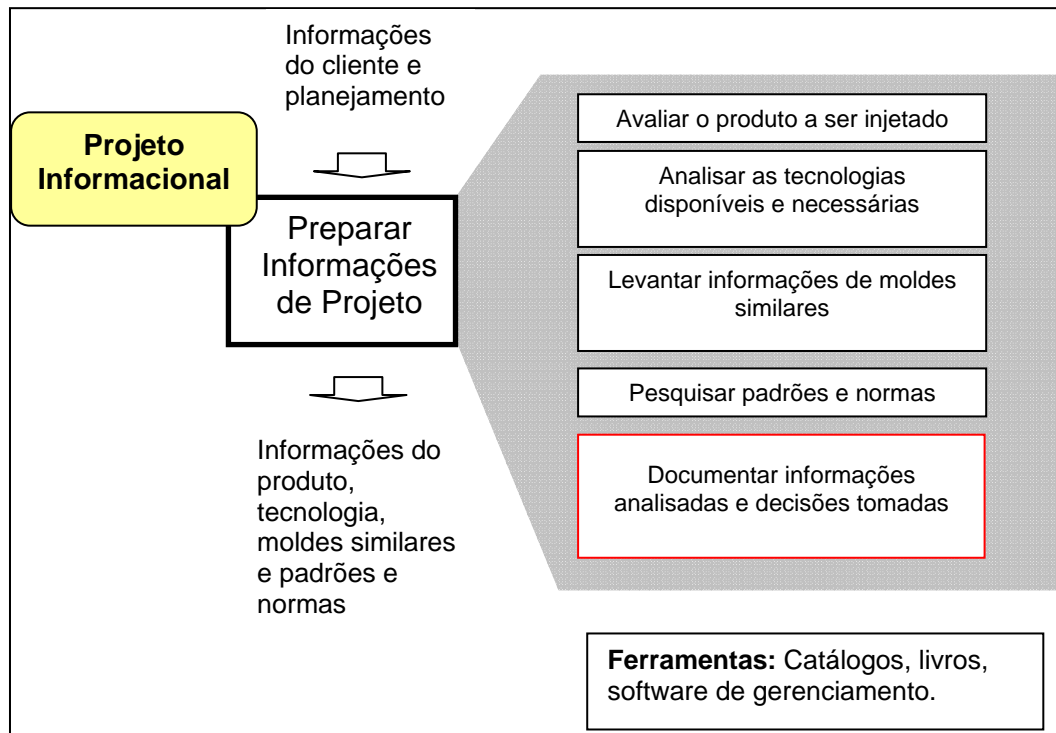 Informações
do cliente e
planejamento
Projeto
Informacional
Preparar
Informações
de Projeto
Informações do
produto,
tecnologia,
moldes similares
e padrões e
normas
Avaliar o produto a ser injetado
Analisar as tecnologias
disponíveis e necessárias
Levantar informações de moldes
similares
Pesquisar padrões e normas
Documentar informações
analisadas e decisões tomadas
Ferramentas: Catálogos, livros,
software de gerenciamento.